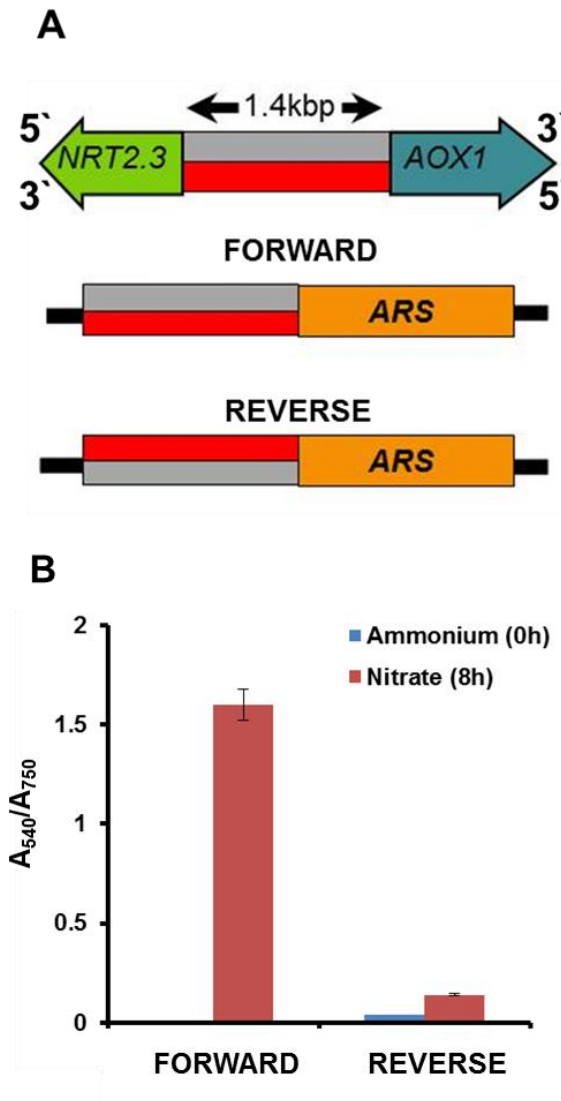 A
1.4kbp
5` 3`
NRT2.3 AOX1
3` 5`
FORWARD
ARS
REVERSE
ARS
B
2
Ammonium (0h)
Nitrate (8h)
1.5
A540/A750
1
0.5
0
FORWARD REVERSE